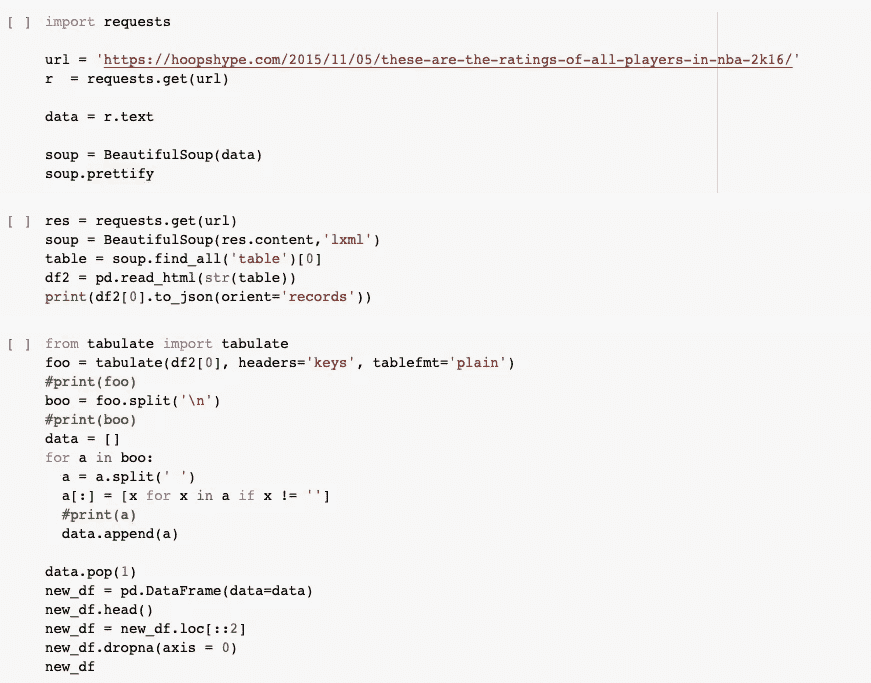 [ ] import requests
url = 'https://hoopshype.com/2015/11/05/these-are-the-ratings-of-all-players-in-nba-2k16/'
r  = requests.get(url)
data = r.text
soup = BeautifulSoup(data)
soup.prettify
[ ] res = requests.get(url)
soup = BeautifulSoup(res.content,'lxml')
table = soup.find_all('table')[0]
df2 = pd.read_html(str(table))
print(df2[0].to_json(orient='records'))
[ ] from tabulate import tabulate
foo = tabulate(df2[0], headers='keys', tablefmt='plain')
#print(foo)
boo = foo.split('\n')
#print(boo)
data = []
for a in boo:
  a = a.split(' ')
  a[:] = [x for x in a if x != '']
  #print(a)
  data.append(a)
data.pop(1)
new_df = pd.DataFrame(data=data)
new_df.head()
new_df = new_df.loc[::2]
new_df.dropna(axis = 0)
new_df